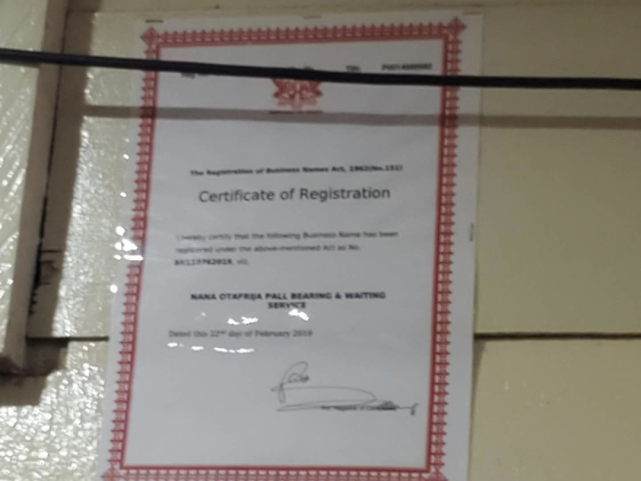 The Registration of Business Names Act, 1962(No.151)
Certificate of Registration
I hereby certify that the following Business Name has been
registered under the above-mentioned Act as No.
viz.
NANA OTAFRIJA PALL BEARING & WAITING
SERVICE
Dated this 22nd day of February 2019